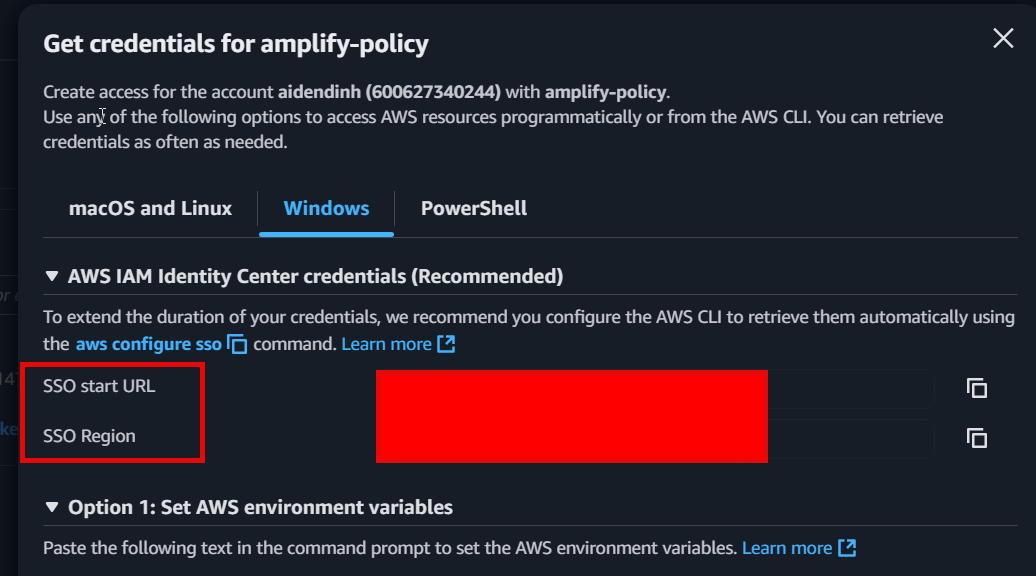 Get credentials for amplify-policy
Create access for the account aidendinh (600627340244) with amplify-policy.
Use any of the following options to access AWS resources programmatically or from the AWS CLI. You can retrieve
credentials as often as needed.
macOS and Linux
Windows
PowerShell
AWS IAM Identity Center credentials (Recommended)
To extend the duration of your credentials, we recommend you configure the AWS CLI to retrieve them automatically using
the aws configure sso command. Learn more
SSO start URL
SSO Region
Option 1: Set AWS environment variables
Paste the following text in the command prompt to set the AWS environment variables. Learn more